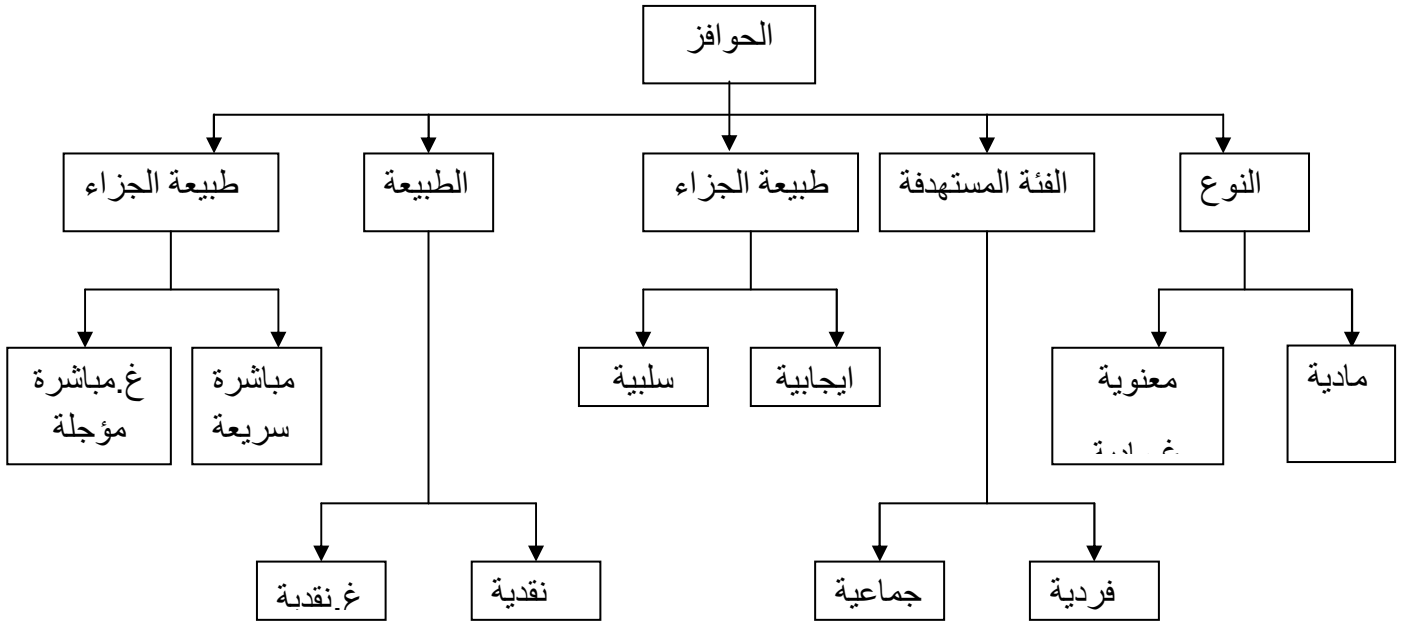 الحوافز
النوع
الفئة المستهدفة
طبيعة الجزاء
الطبيعة
طبيعة الجزاء
مادية
معنوية
ايجابية
سلبية
مباشرة
سريعة
غ.مباشرة
مؤجلة
فردية
جماعية
نقدية
غ.نقدية